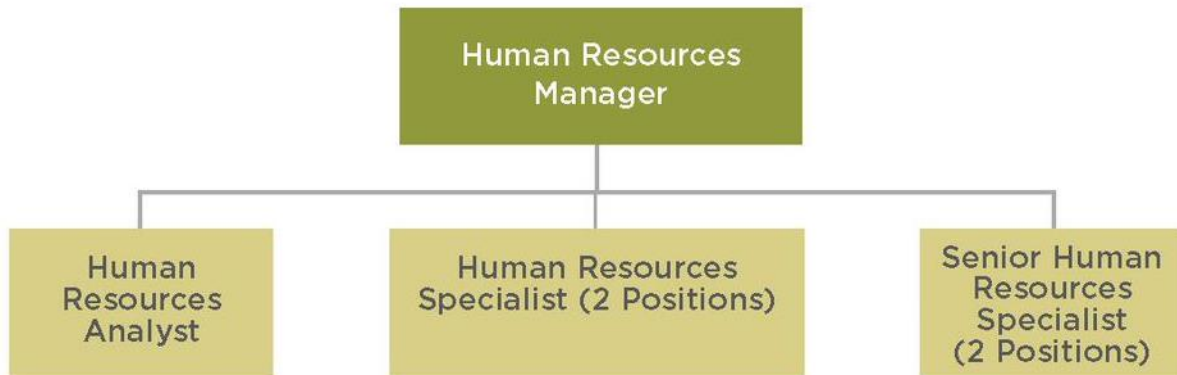 Human Resources
Manager
Human
Resources
Analyst
Human Resources
Specialist (2 Positions)
Senior Human
Resources
Specialist
(2 Positions)